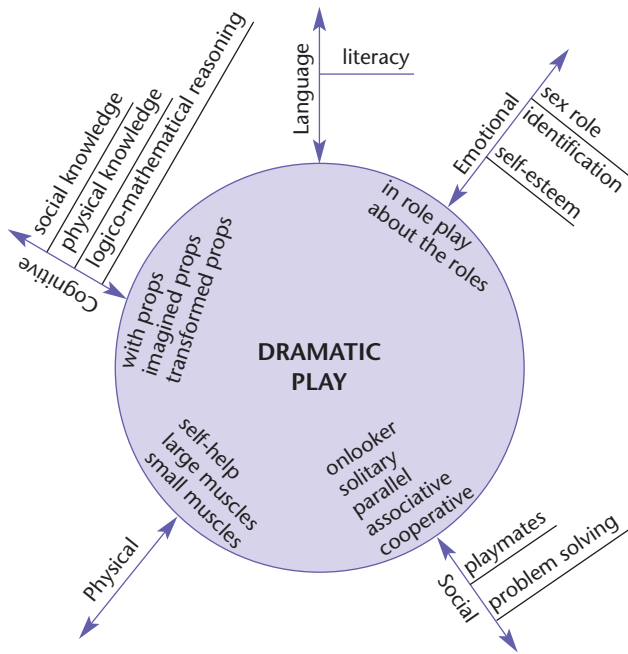 Language
literacy
Emotional
sex role
identification
self-esteem
social knowledge
physical knowledge
logico-mathematical reasoning
Cognitive
in role play
about the roles
with props
imagined props
transformed props
DRAMATIC
PLAY
self-help
large muscles
small muscles
onlooker
solitary
parallel
associative
cooperative
Physical
Social
playmates
problem solving